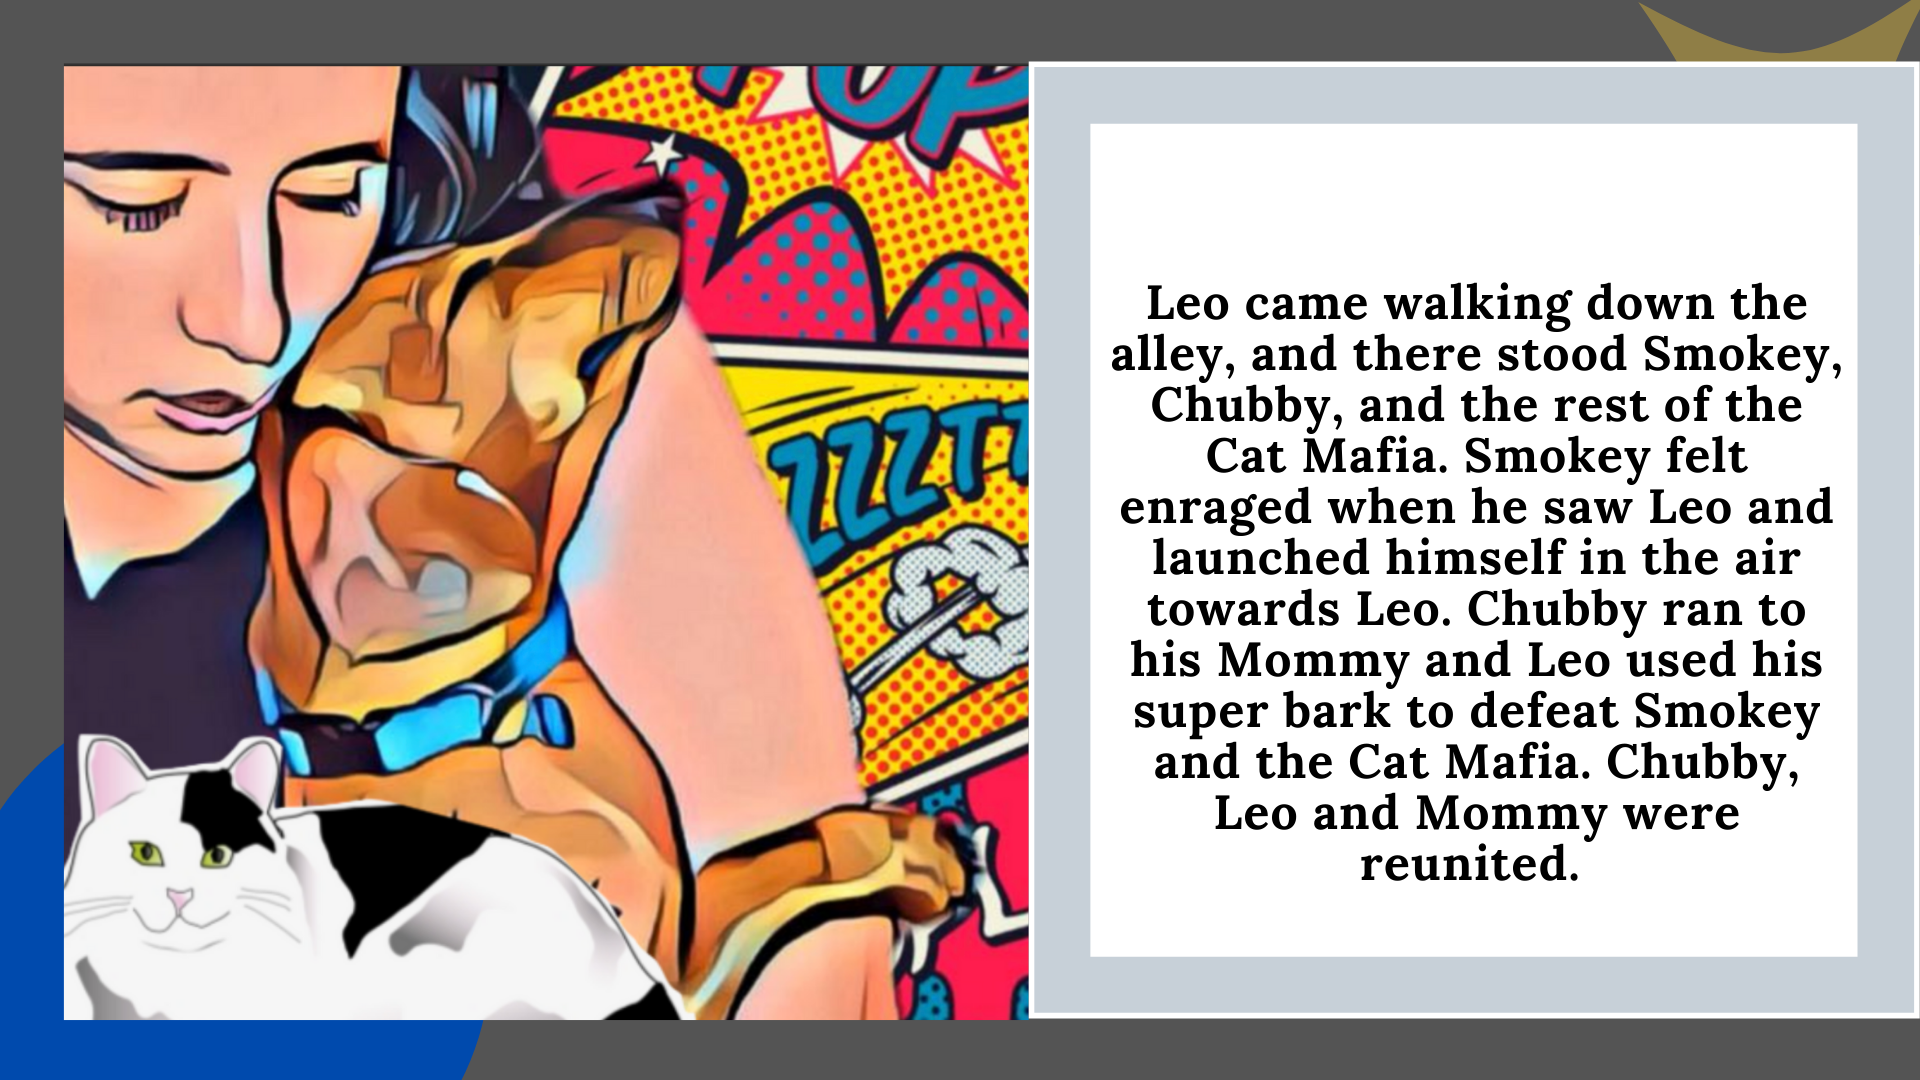 Leo came walking down the
alley, and there stood Smokey,
Chubby, and the rest of the
Cat Mafia. Smokey felt
enraged when he saw Leo and
launched himself in the air
towards Leo. Chubby ran to
his Mommy and Leo used his
super bark to defeat Smokey
and the Cat Mafia. Chubby,
Leo and Mommy were
reunited.
ZZZTT